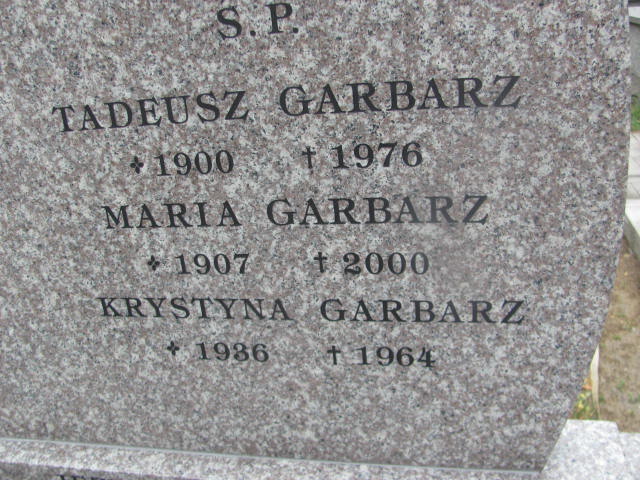 S.P.
TADEUSZ GARBARZ
✦ 1900 † 1976
MARIA GARBARZ
✦ 1907 † 2000
KRYSTYNA GARBARZ
✦ 1936 † 1964